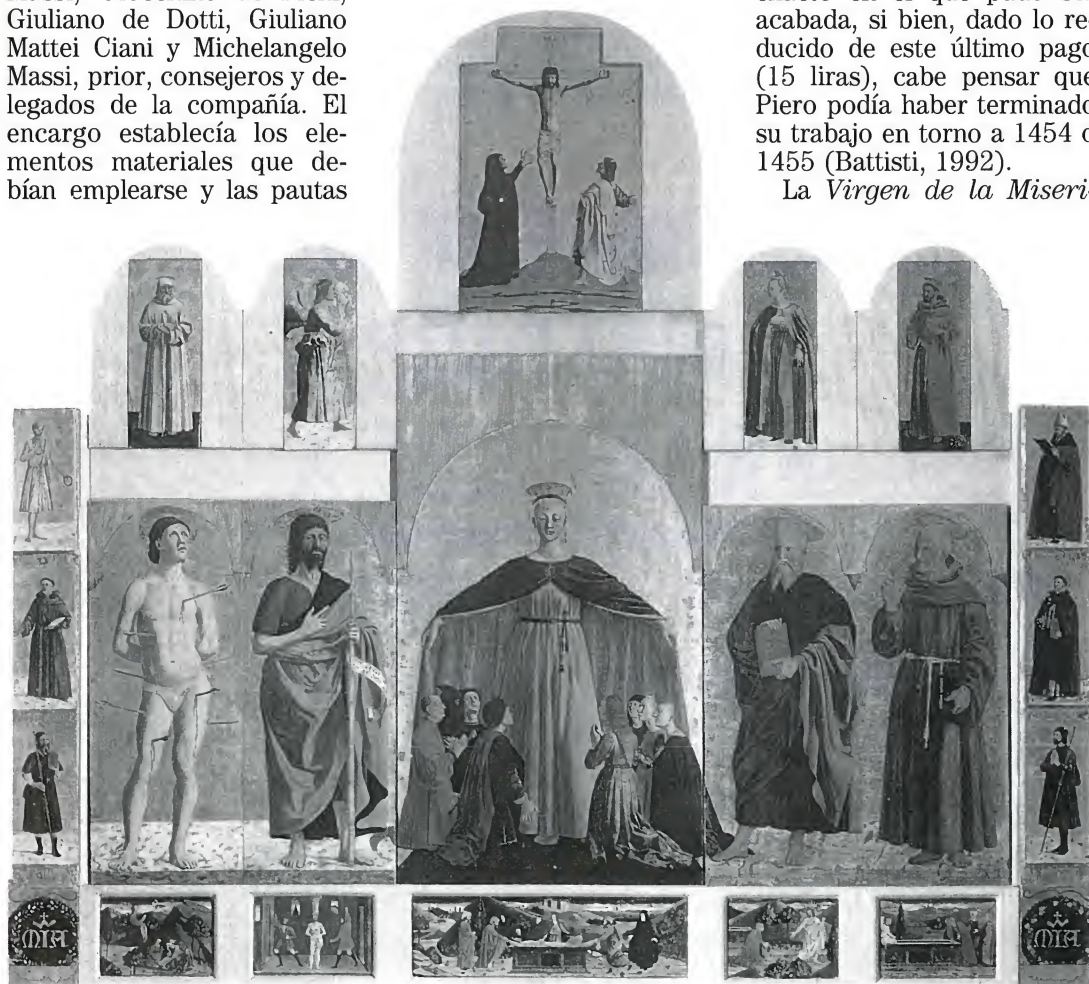 Giuliano de Dotti, Giuliano
Mattei Ciani y Michelangelo
Massi, prior, consejeros y de-
legados de la compañía. El
encargo establecía los ele-
mentos materiales que de-
bían emplearse y las pautas
acabada, si bien, dado lo re-
ducido de este último pago
(15 liras), cabe pensar que
Piero podía haber terminado
su trabajo en torno a 1454 o
1455 (Battisti, 1992).
La Virgen de la Miseri-
MIA
MIA